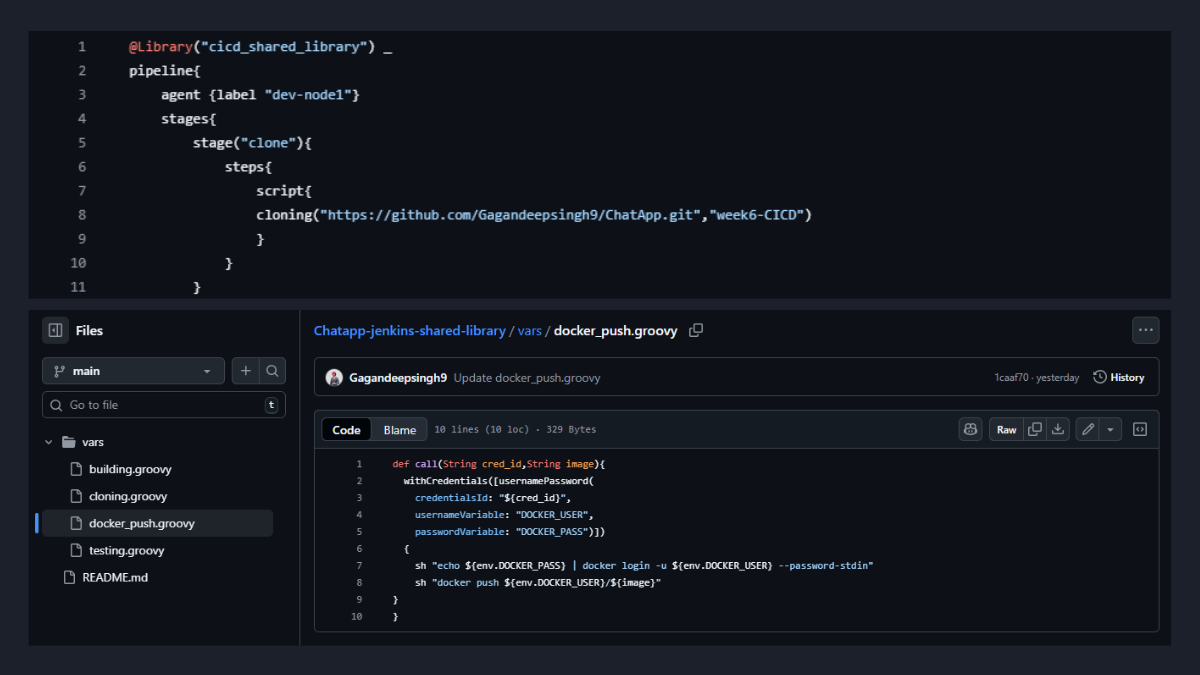 1 @Library("cicd_shared_library") _
2 pipeline{
3 agent {label "dev-node1"}
4 stages{
5 stage("clone"){
6 steps{
7 script{
8 cloning("https://github.com/Gagandeepsingh9/ChatApp.git","week6-CICD")
9 }
10 }
11 }
Files
main
Go to file t
vars
building.groovy
cloning.groovy
docker_push.groovy
testing.groovy
README.md
Chatapp-jenkins-shared-library / vars / docker_push.groovy
Gagandeepsingh9 Update docker_push.groovy 1caaf70 · yesterday History
Code Blame 10 lines (10 loc) · 329 Bytes Raw
1 def call(String cred_id,String image){
2 withCredentials([usernamePassword(
3 credentialsId: "${cred_id}",
4 usernameVariable: "DOCKER_USER",
5 passwordVariable: "DOCKER_PASS")])
6 {
7 sh "echo ${env.DOCKER_PASS} | docker login -u ${env.DOCKER_USER} --password-stdin"
8 sh "docker push ${env.DOCKER_USER}/${image}"
9 }
10 }